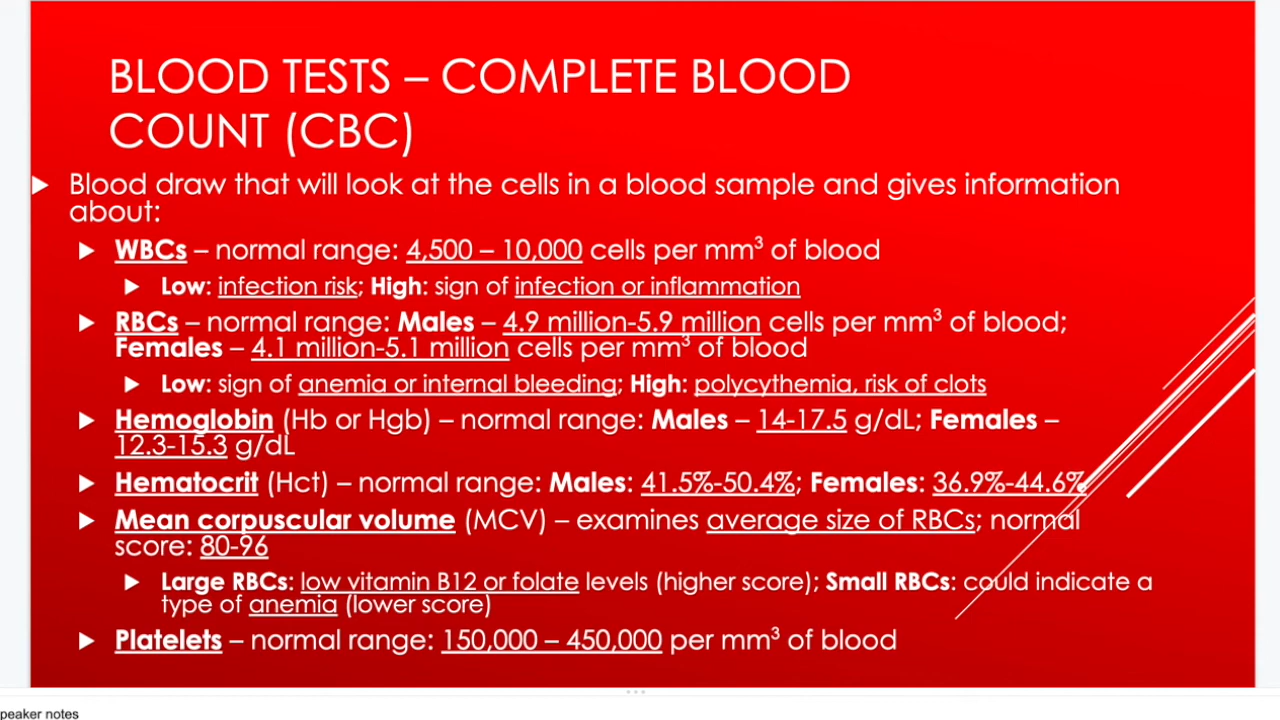 BLOOD TESTS – COMPLETE BLOOD
COUNT (CBC)
Blood draw that will look at the cells in a blood sample and gives information
about:
WBCs – normal range: 4,500 – 10,000 cells per mm³ of blood
Low: infection risk; High: sign of infection or inflammation
RBCs – normal range: Males – 4.9 million-5.9 million cells per mm³ of blood;
Females – 4.1 million-5.1 million cells per mm³ of blood
Low: sign of anemia or internal bleeding; High: polycythemia, risk of clots
Hemoglobin (Hb or Hgb) – normal range: Males – 14-17.5 g/dL; Females –
12.3-15.3 g/dL
Hematocrit (Hct) – normal range: Males: 41.5%-50.4%; Females: 36.9%-44.6%
Mean corpuscular volume (MCV) – examines average size of RBCs; normal
score: 80-96
Large RBCs: low vitamin B12 or folate levels (higher score); Small RBCs: could indicate a
type of anemia (lower score)
Platelets – normal range: 150,000 – 450,000 per mm³ of blood
peaker notes